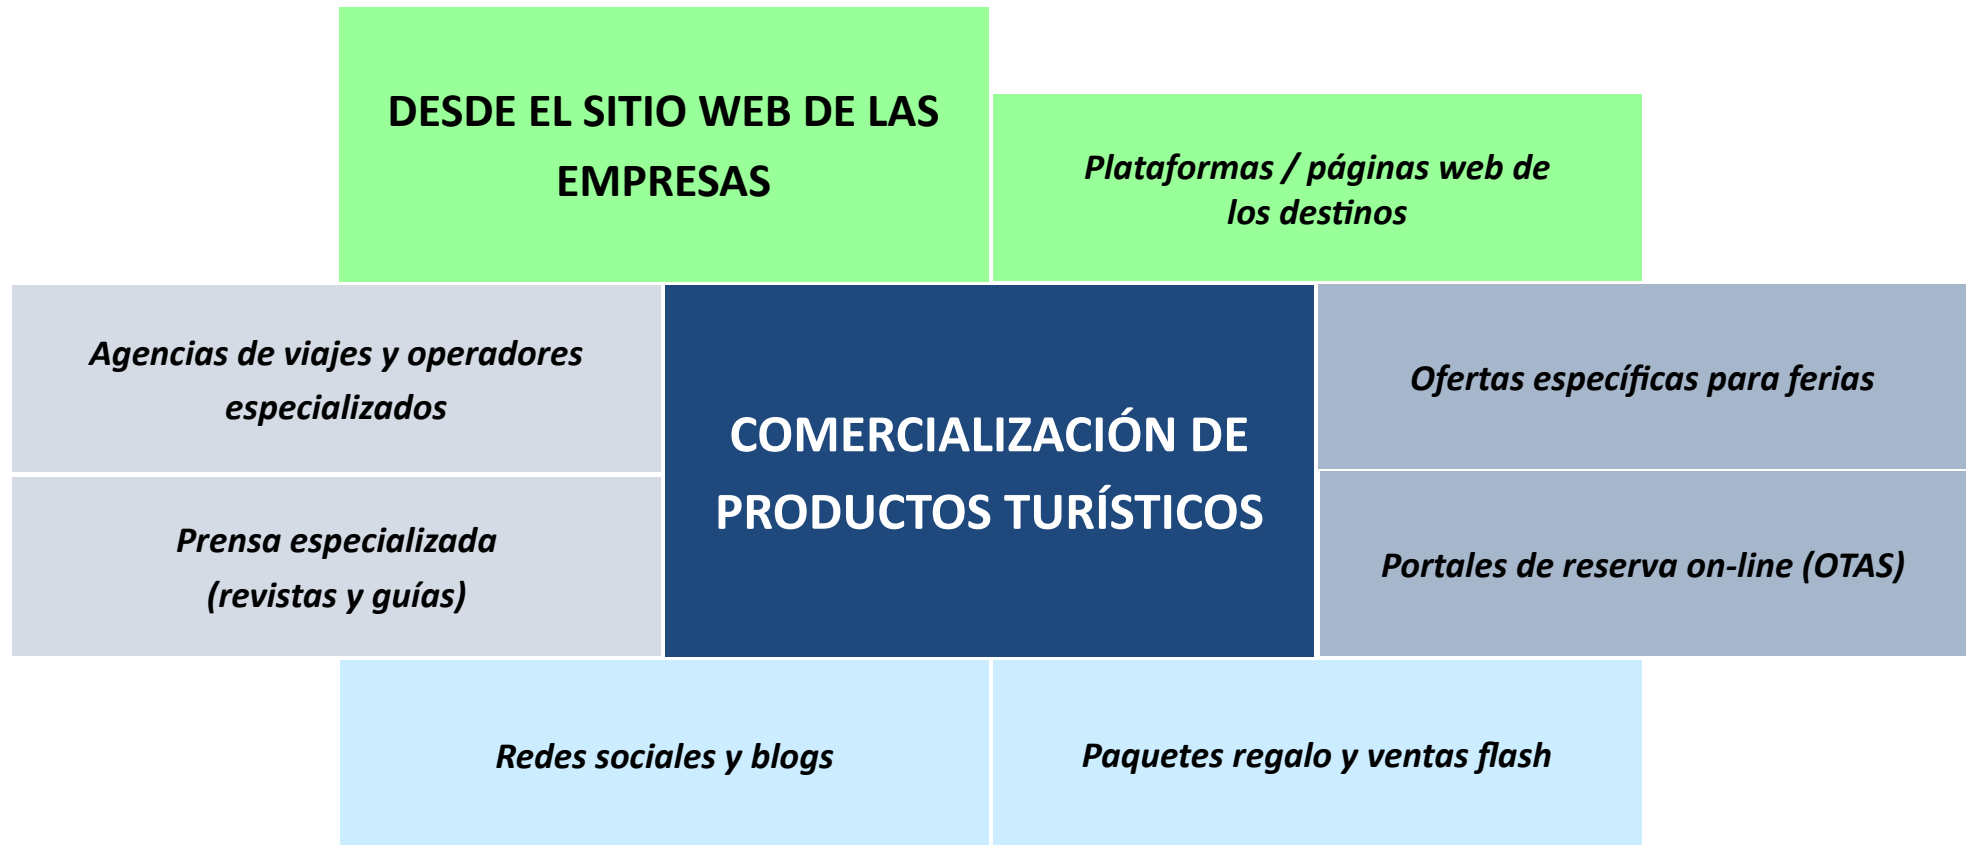 DESDE EL SITIO WEB DE LAS
EMPRESAS
Plataformas / páginas web de
los destinos
Agencias de viajes y operadores
especializados
Prensa especializada
(revistas y guías)
COMERCIALIZACIÓN DE
PRODUCTOS TURÍSTICOS
Ofertas específicas para ferias
Portales de reserva on-line (OTAS)
Redes sociales y blogs
Paquetes regalo y ventas flash